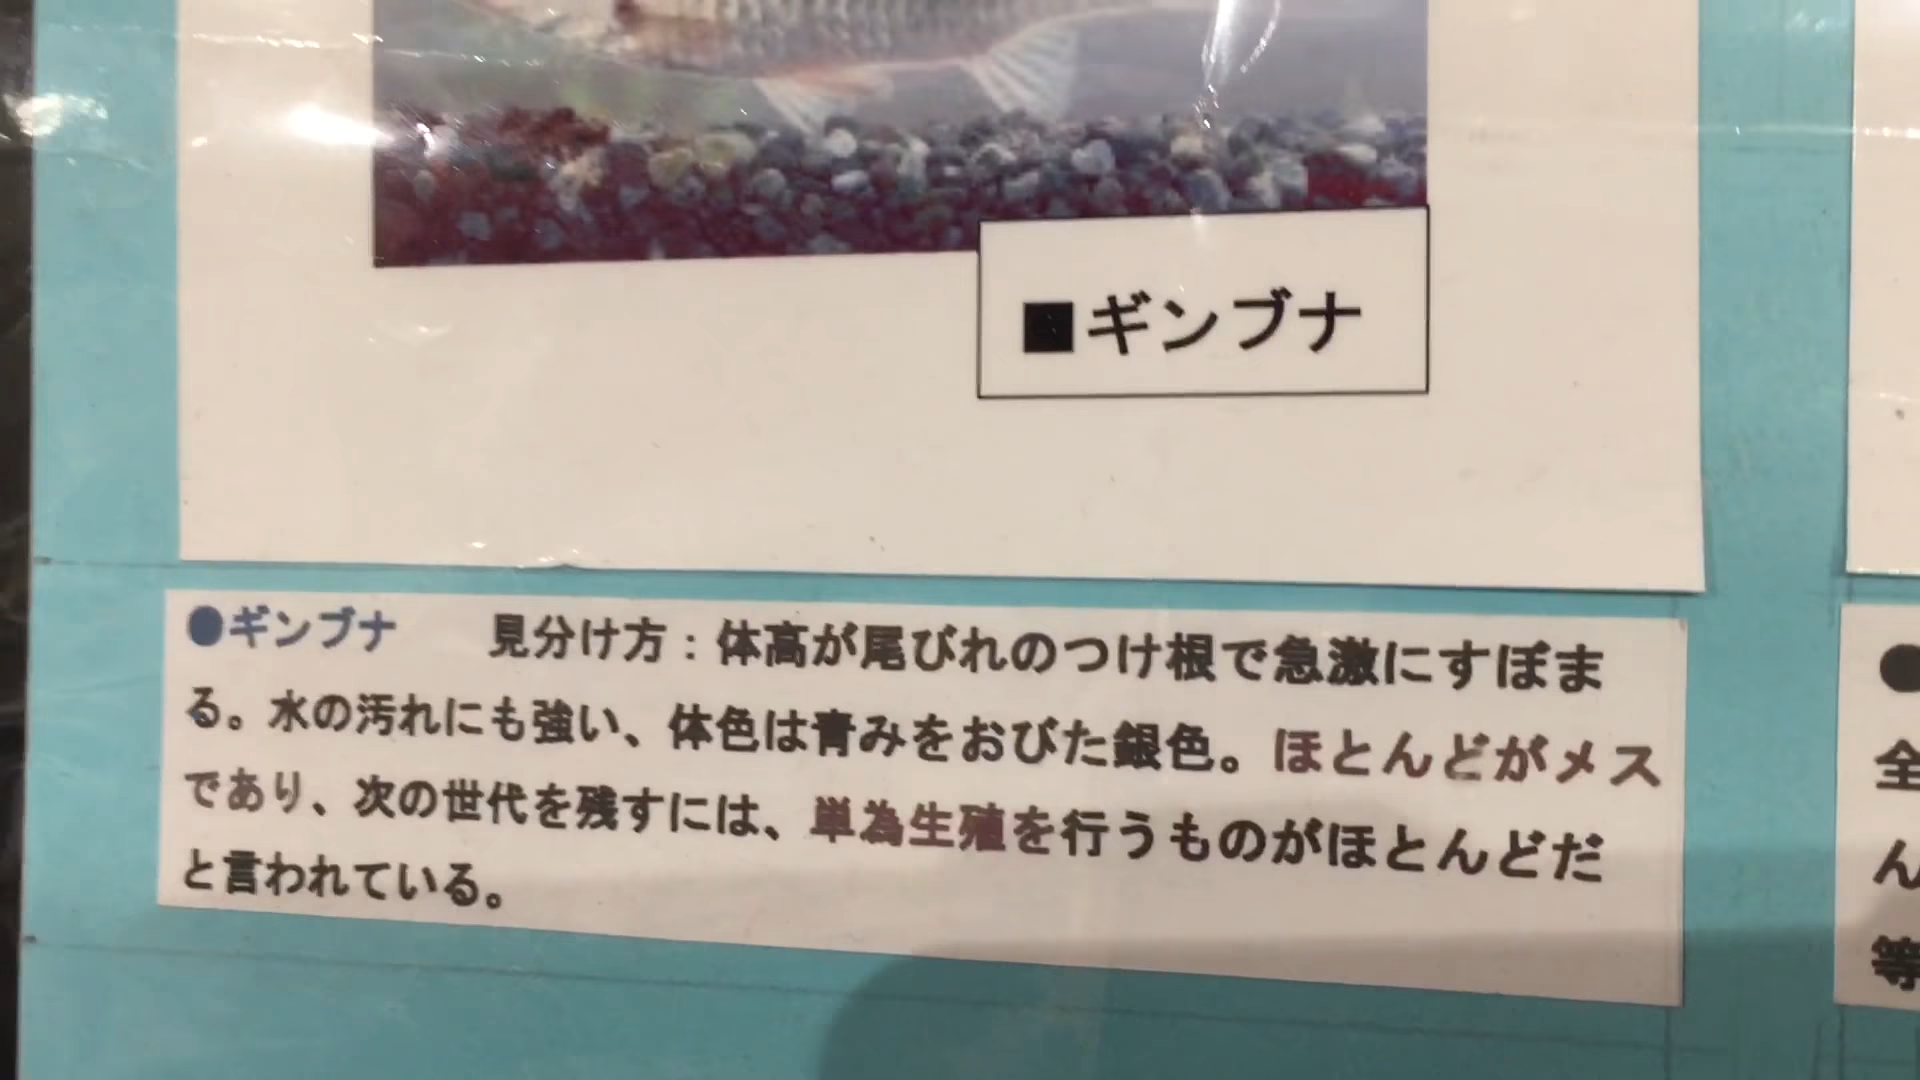 ■ギンブナ
●ギンブナ　見分け方：体高が尾びれのつけ根で急激にすぼま
る。水の汚れにも強い、体色は青みをおびた銀色。ほとんどがメス
であり、次の世代を残すには、単為生殖を行うものがほとんどだ
と言われている。
●
全
ん
等